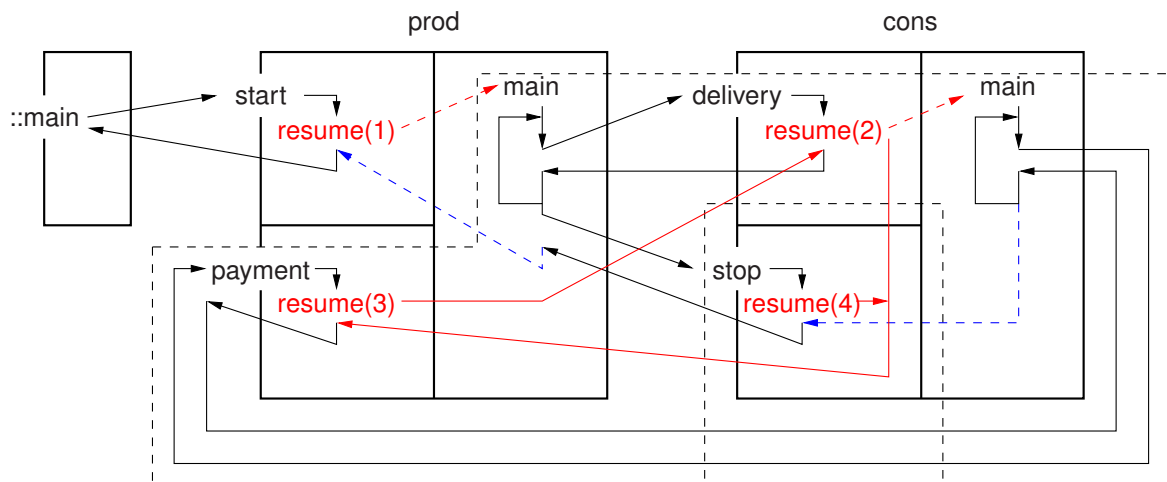 prod
cons
start
main
delivery
main
::main
resume(1)
resume(2)
payment
stop
resume(3)
resume(4)